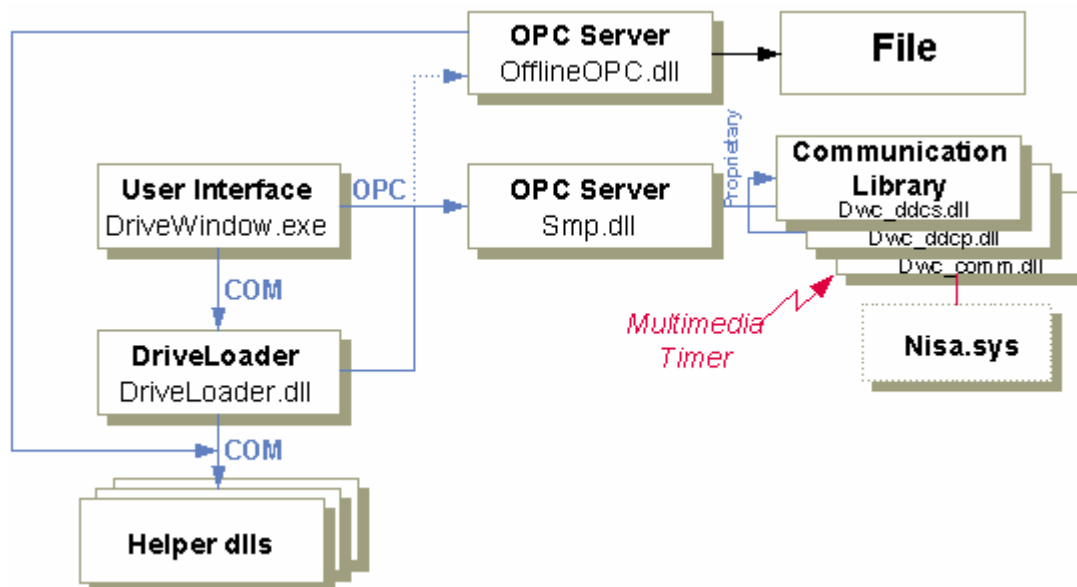 OPC Server
OfflineOPC.dll
File
User Interface
DriveWindow.exe
OPC
OPC Server
Smp.dll
Proprietary
Communication
Library
Dwc_ddcs.dll
Dwc_ddcp.dll
Dwc_comm.dll
COM
Multimedia
Timer
Nisa.sys
DriveLoader
DriveLoader.dll
COM
Helper dlls